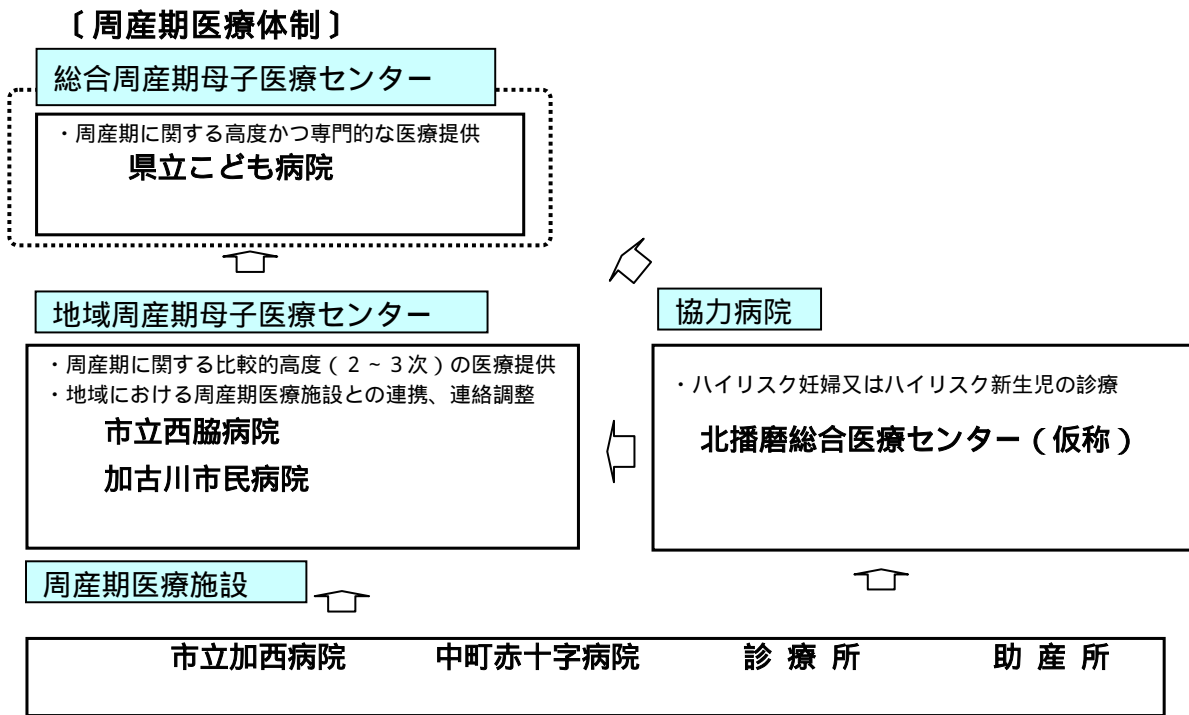 〔周産期医療体制〕
総合周産期母子医療センター
・周産期に関する高度かつ専門的な医療提供
県立こども病院
地域周産期母子医療センター
・周産期に関する比較的高度(2~3次)の医療提供
・地域における周産期医療施設との連携、連絡調整
市立西脇病院
加古川市民病院
協力病院
・ハイリスク妊婦又はハイリスク新生児の診療
北播磨総合医療センター(仮称)
周産期医療施設
市立加西病院 中町赤十字病院 診療所 助産所